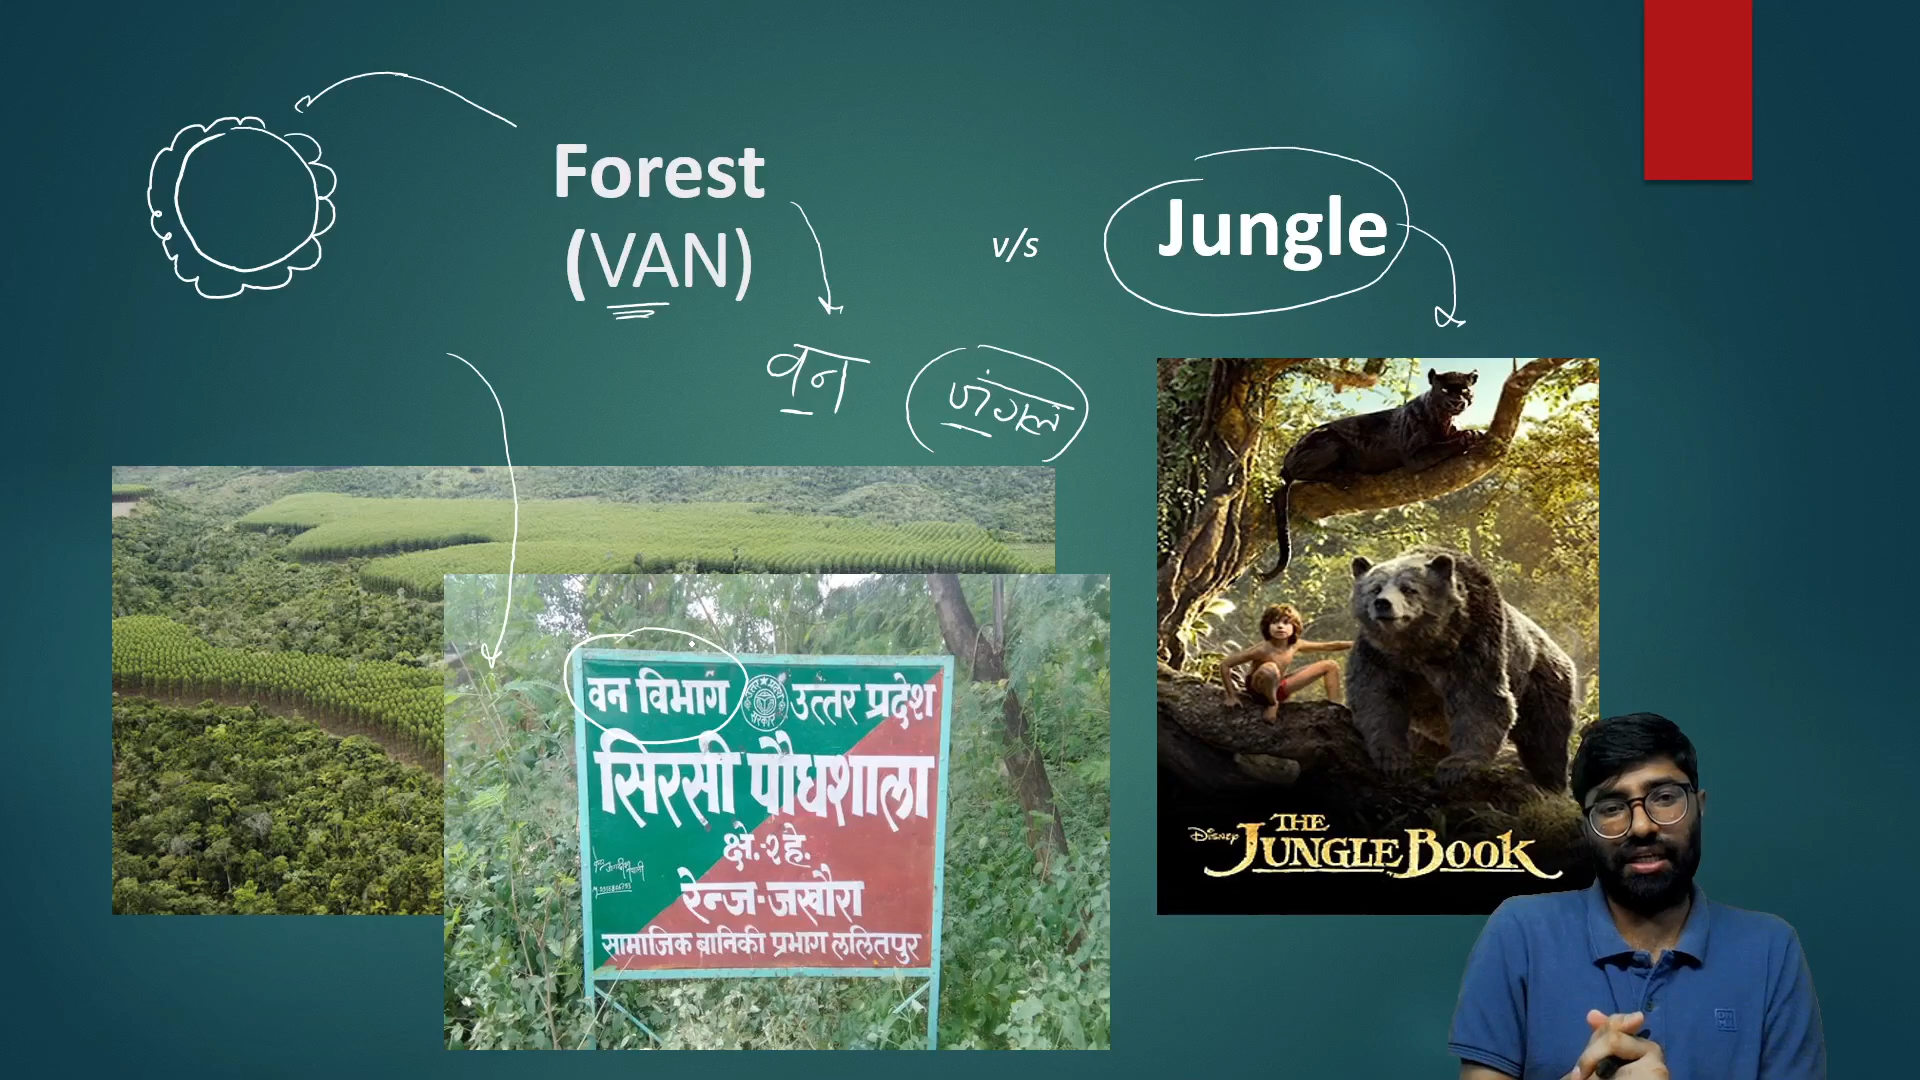 Forest
(VAN)
v/s
Jungle
वन
जंगल
वन विभाग उत्तर प्रदेश
सिरसी पौधशाला
क्षे.-२हे.
रेन्ज-जखौरा
सामाजिक बानिकी प्रभाग ललितपुर
DISNEY
THE
JUNGLE BOOK